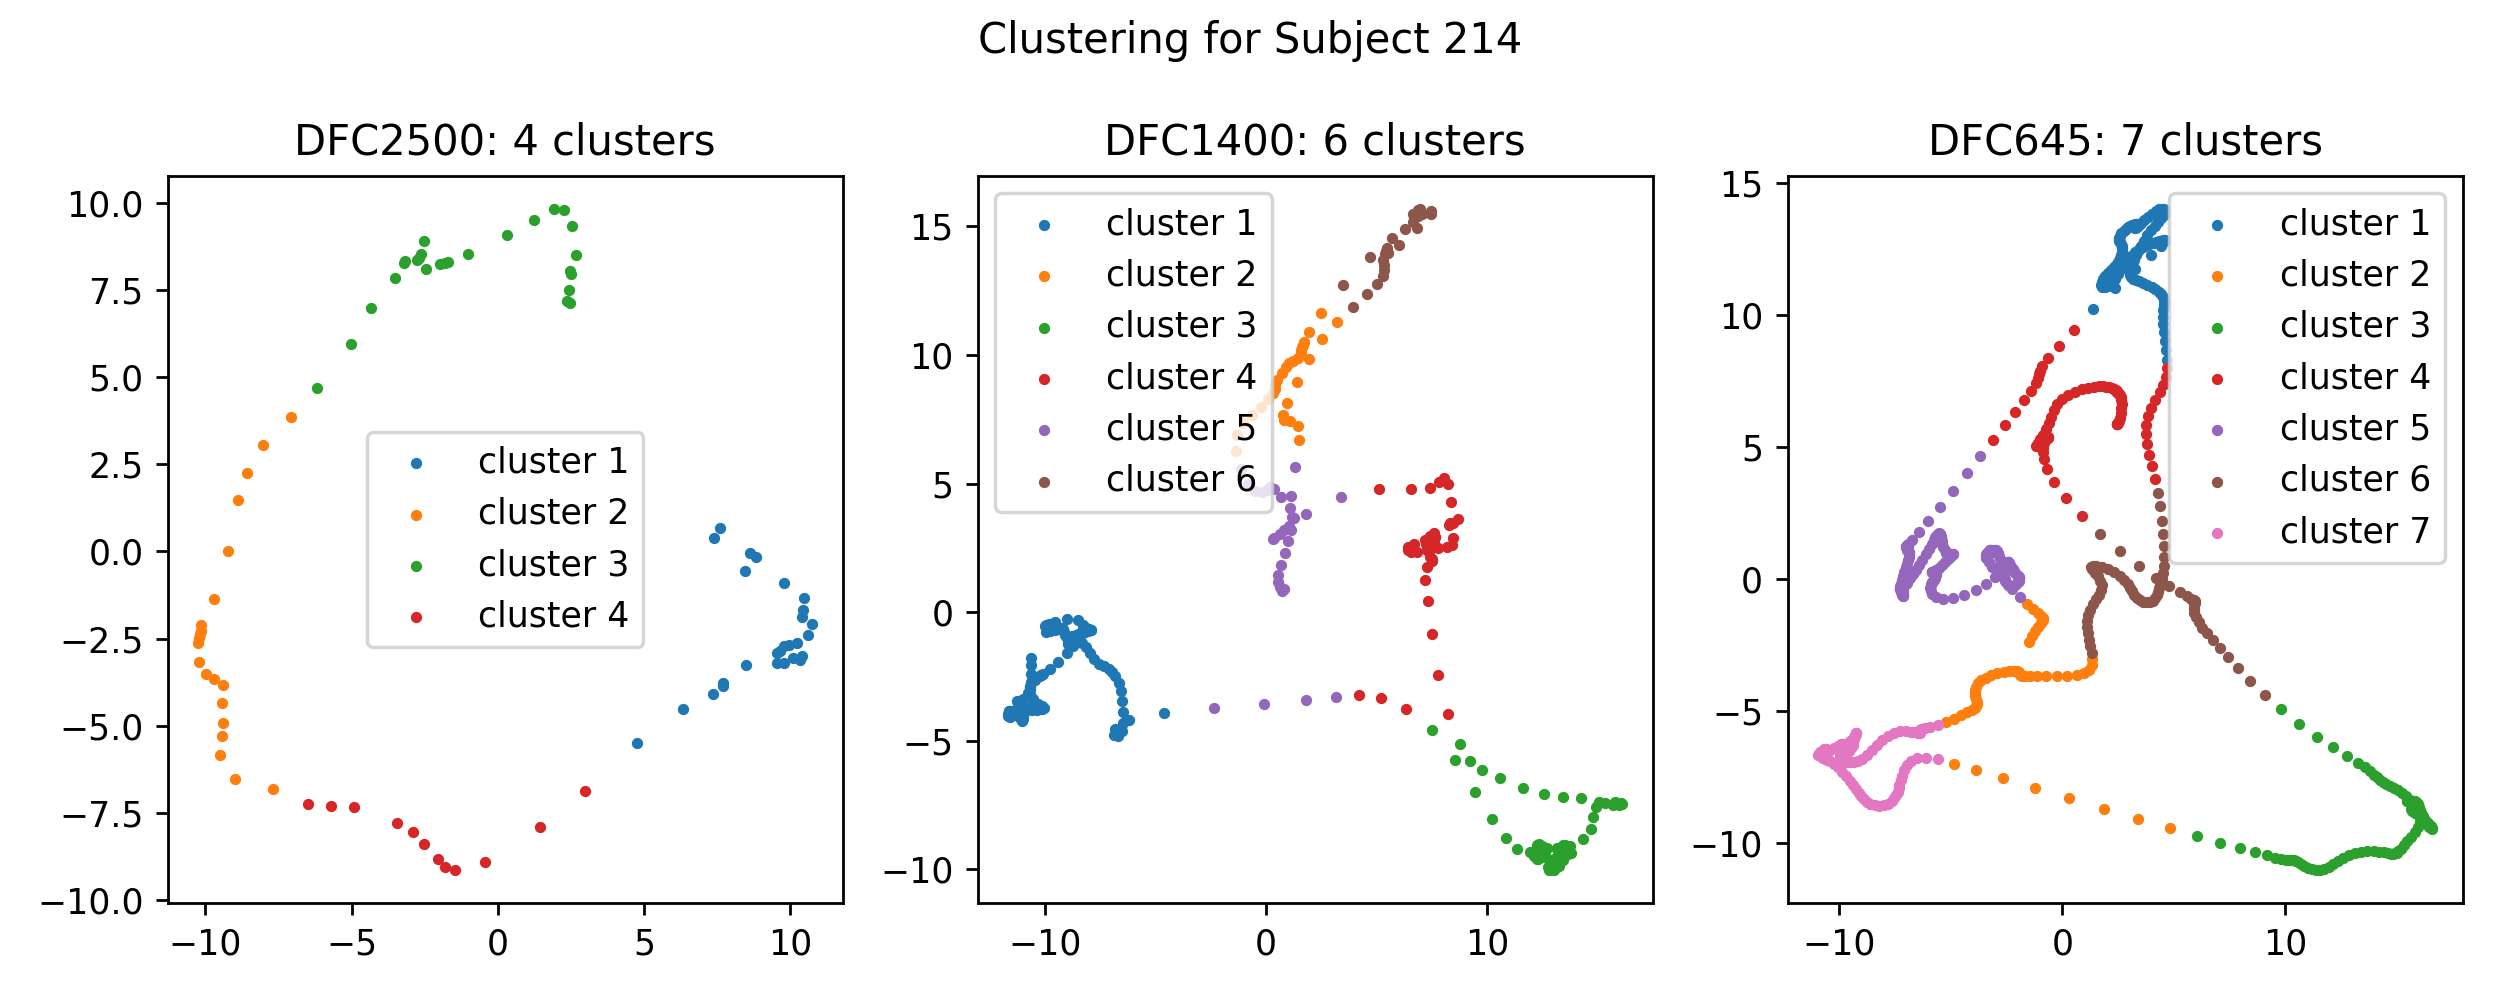 Clustering for Subject 214
DFC2500: 4 clusters
10.0
7.5
5.0
2.5
0.0
−2.5
−5.0
−7.5
−10.0
−10
−5
0
5
10
cluster 1
cluster 2
cluster 3
cluster 4
DFC1400: 6 clusters
15
10
5
0
−5
−10
−10
0
10
cluster 1
cluster 2
cluster 3
cluster 4
cluster 5
cluster 6
DFC645: 7 clusters
15
10
5
0
−5
−10
−10
0
10
cluster 1
cluster 2
cluster 3
cluster 4
cluster 5
cluster 6
cluster 7